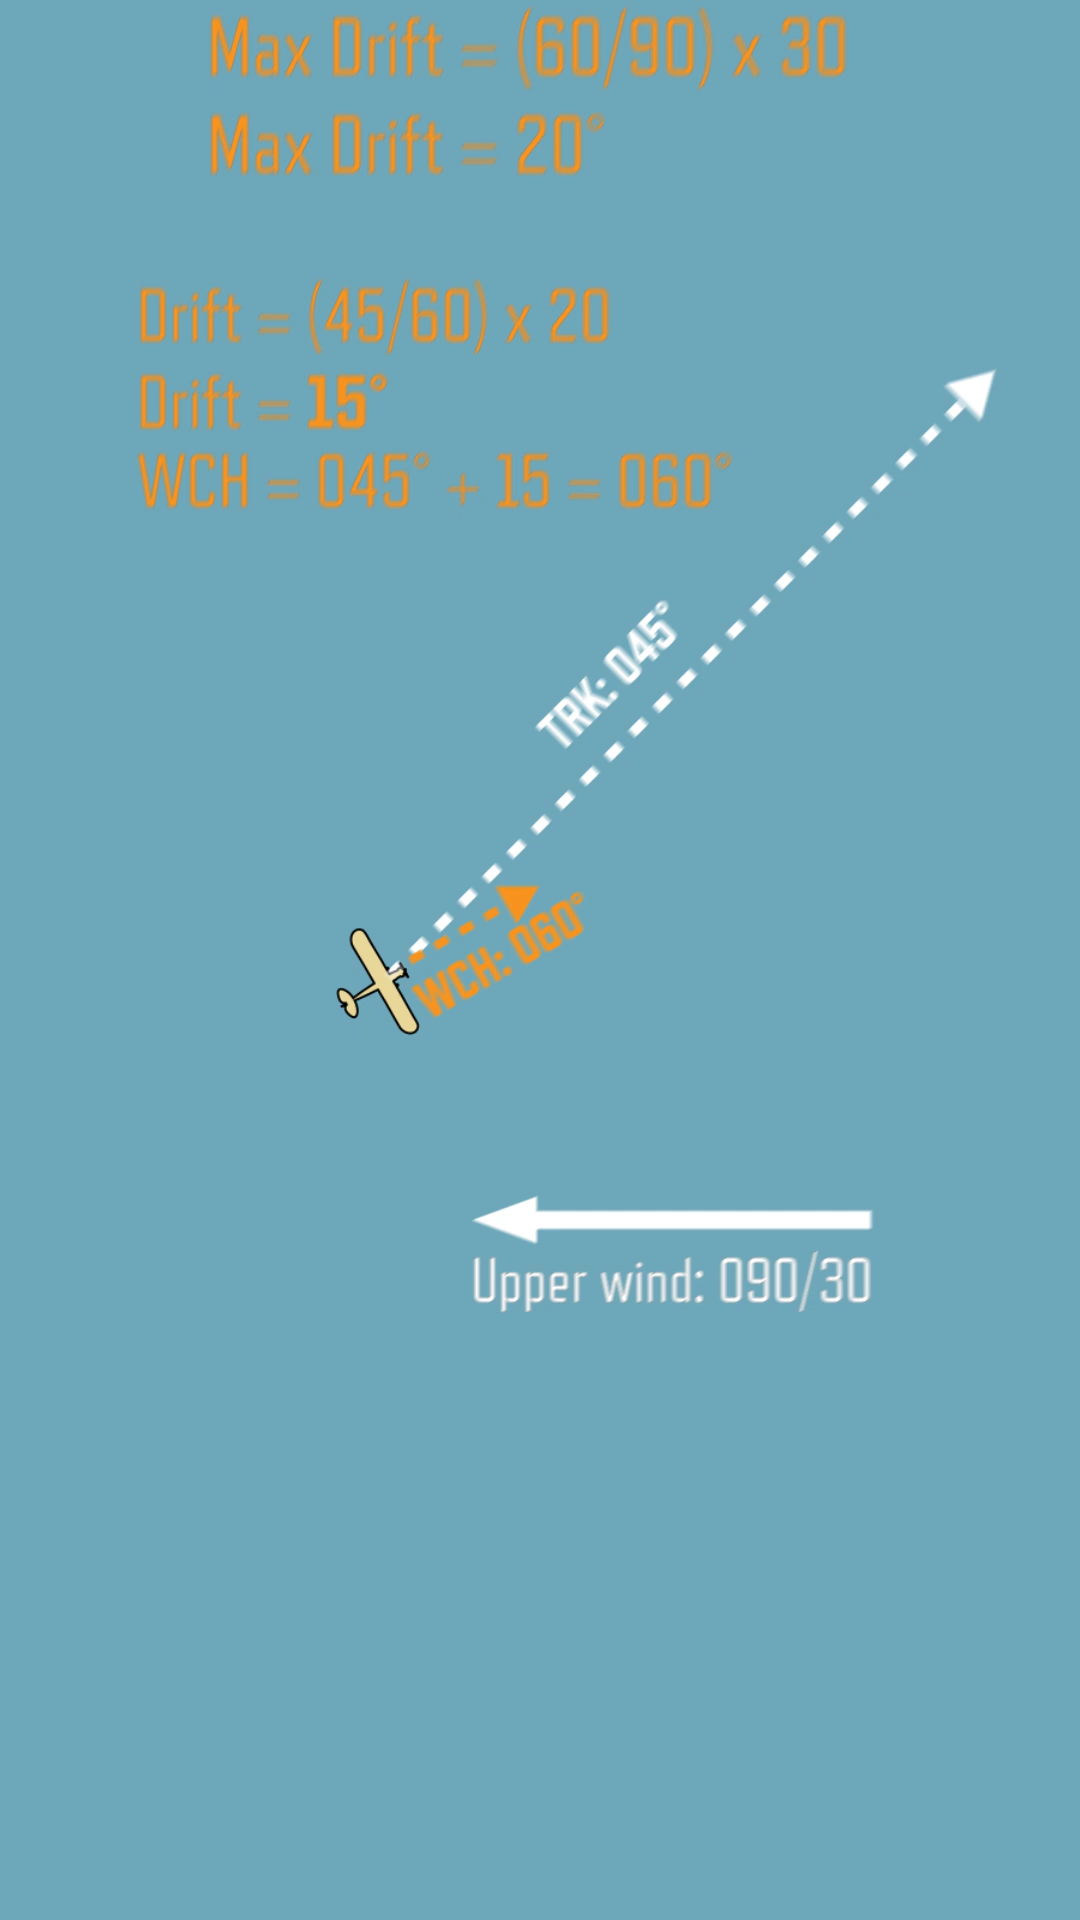 Max Drift = (60/90) x 30
Max Drift = 20°
Drift = (45/60) x 20
Drift = 15°
WCH = 045° + 15 = 060°
TRK: 045°
WCH: 060°
Upper wind: 090/30